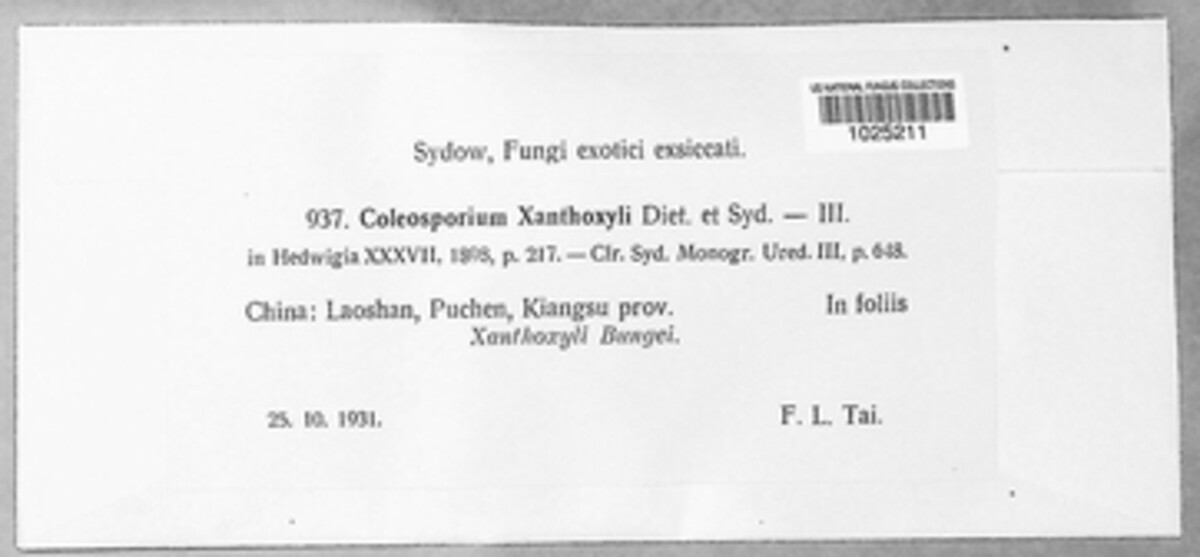 US NATIONAL FUNGUS COLLECTIONS
1025211
Sydow, Fungi exotici exsiccati.
937. Coleosporium Xanthoxyli Diet. et Syd. — III.
in Hedwigia XXXVII, 1898, p. 217. — Clr. Syd. Monogr. Ured. III, p. 648.
China: Laoshan, Puchen, Kiangsu prov. In foliis
Xanthoxyli Bungei.
25. 10. 1931. F. L. Tai.